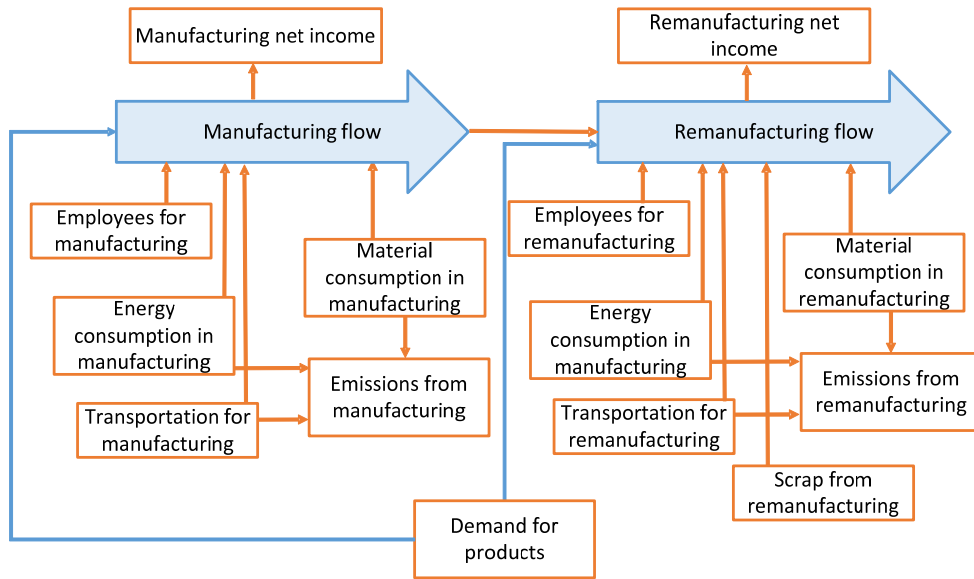 Manufacturing net income
Remanufacturing net
income
Manufacturing flow
Remanufacturing flow
Employees for
manufacturing
Material
consumption in
manufacturing
Energy
consumption in
manufacturing
Emissions from
manufacturing
Transportation for
manufacturing
Employees for
remanufacturing
Material
consumption in
remanufacturing
Energy
consumption in
manufacturing
Emissions from
remanufacturing
Transportation for
remanufacturing
Scrap from
remanufacturing
Demand for
products